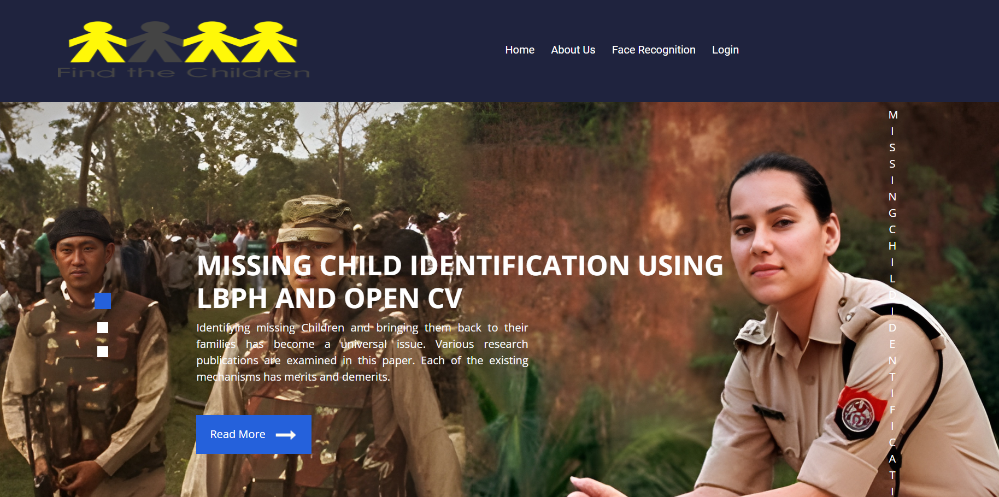 Find the Children
Home About Us Face Recognition Login
MISSING CHILD IDENTIFICATION USING
LBPH AND OPEN CV
Identifying missing Children and bringing them back to their
families has become a universal issue. Various research
publications are examined in this paper. Each of the existing
mechanisms has merits and demerits.
Read More
M
I
S
S
I
N
G
C
H
I
L
D
I
D
E
N
T
I
F
I
C
A
T
I